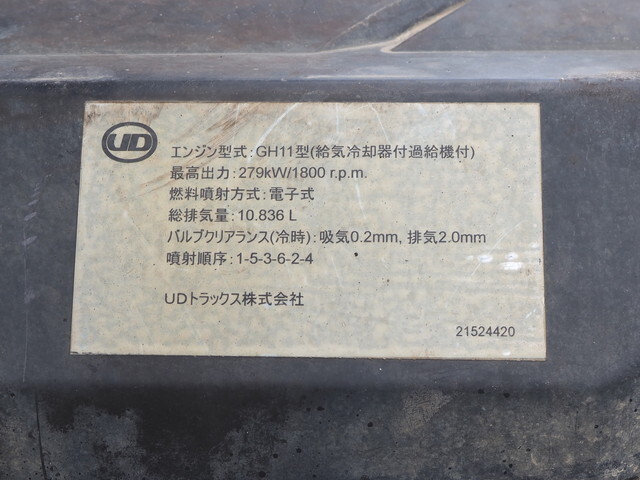 UD
エンジン型式:GH11型(給気冷却器付過給機付)
最高出力:279kW/1800 r.p.m.
燃料噴射方式:電子式
総排気量:10.836 L
バルブクリアランス(冷時):吸気0.2mm, 排気2.0mm
噴射順序:1-5-3-6-2-4
UDトラックス株式会社
21524420